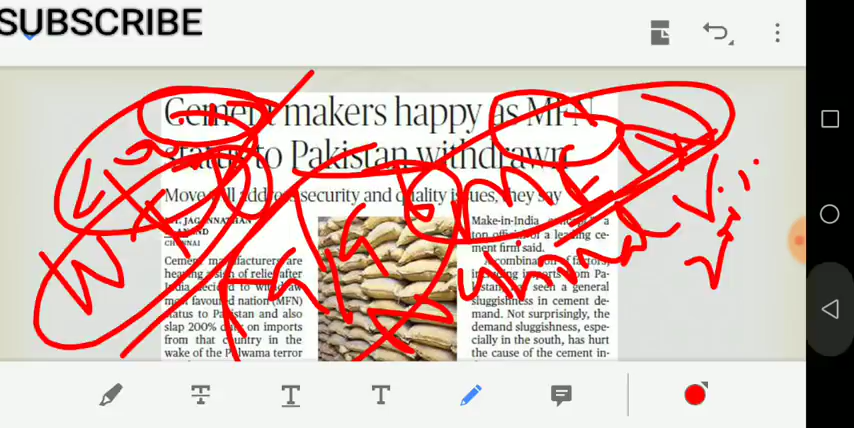 SUBSCRIBE
Cement makers happy as MFN
status to Pakistan withdrawn
Move will address security and quality issues, they say
JAGANNATHAN
ANAND
CHENNAI
Cement manufacturers are
heaving a sigh of relief after
India decided to withdraw
most favoured nation (MFN)
status to Pakistan and also
slap 200% duty on imports
from that country in the
wake of the Pulwama terror
Make-in-India a
top official of a leading ce-
ment firm said.
A combination of factors,
including imports from Pa-
kistan, seen a general
sluggishness in cement de-
mand. Not surprisingly, the
demand sluggishness, espe-
cially in the south, has hurt
the cause of the cement in-